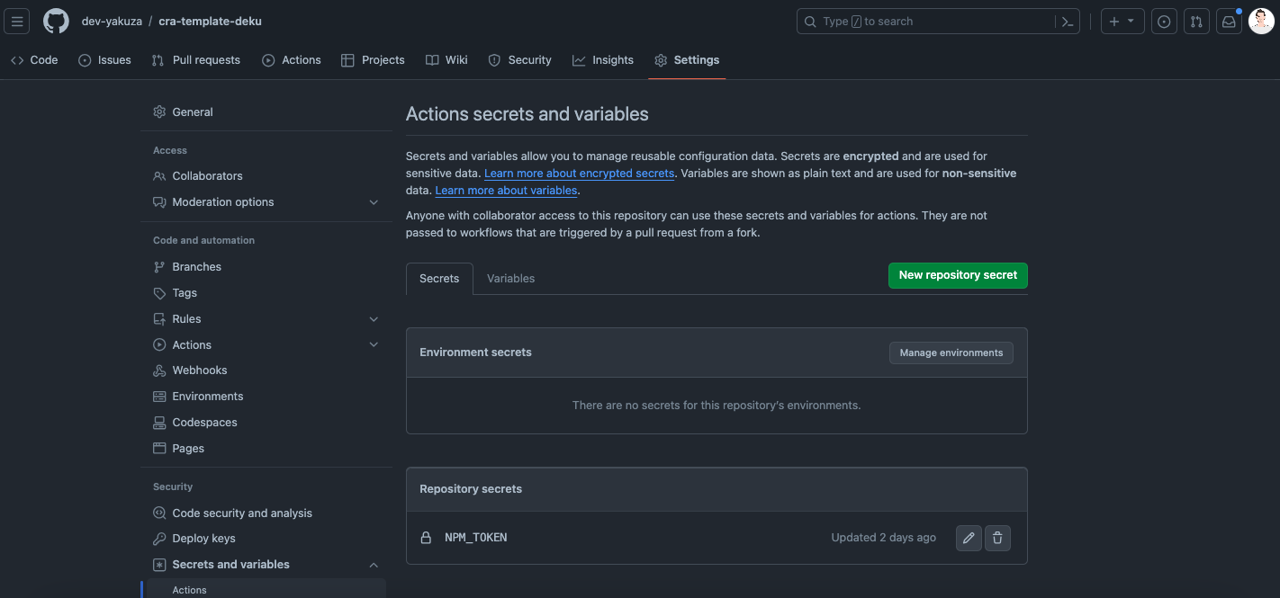 dev-yakuza / cra-template-deku
Type / to search
Code Issues Pull requests Actions Projects Wiki Security Insights Settings
General
Access
Collaborators
Moderation options
Code and automation
Branches
Tags
Rules
Actions
Webhooks
Environments
Codespaces
Pages
Security
Code security and analysis
Deploy keys
Secrets and variables
Actions
Actions secrets and variables
Secrets and variables allow you to manage reusable configuration data. Secrets are encrypted and are used for
sensitive data. Learn more about encrypted secrets. Variables are shown as plain text and are used for non-sensitive
data. Learn more about variables.
Anyone with collaborator access to this repository can use these secrets and variables for actions. They are not
passed to workflows that are triggered by a pull request from a fork.
Secrets Variables New repository secret
Environment secrets Manage environments
There are no secrets for this repository's environments.
Repository secrets
NPM_TOKEN Updated 2 days ago